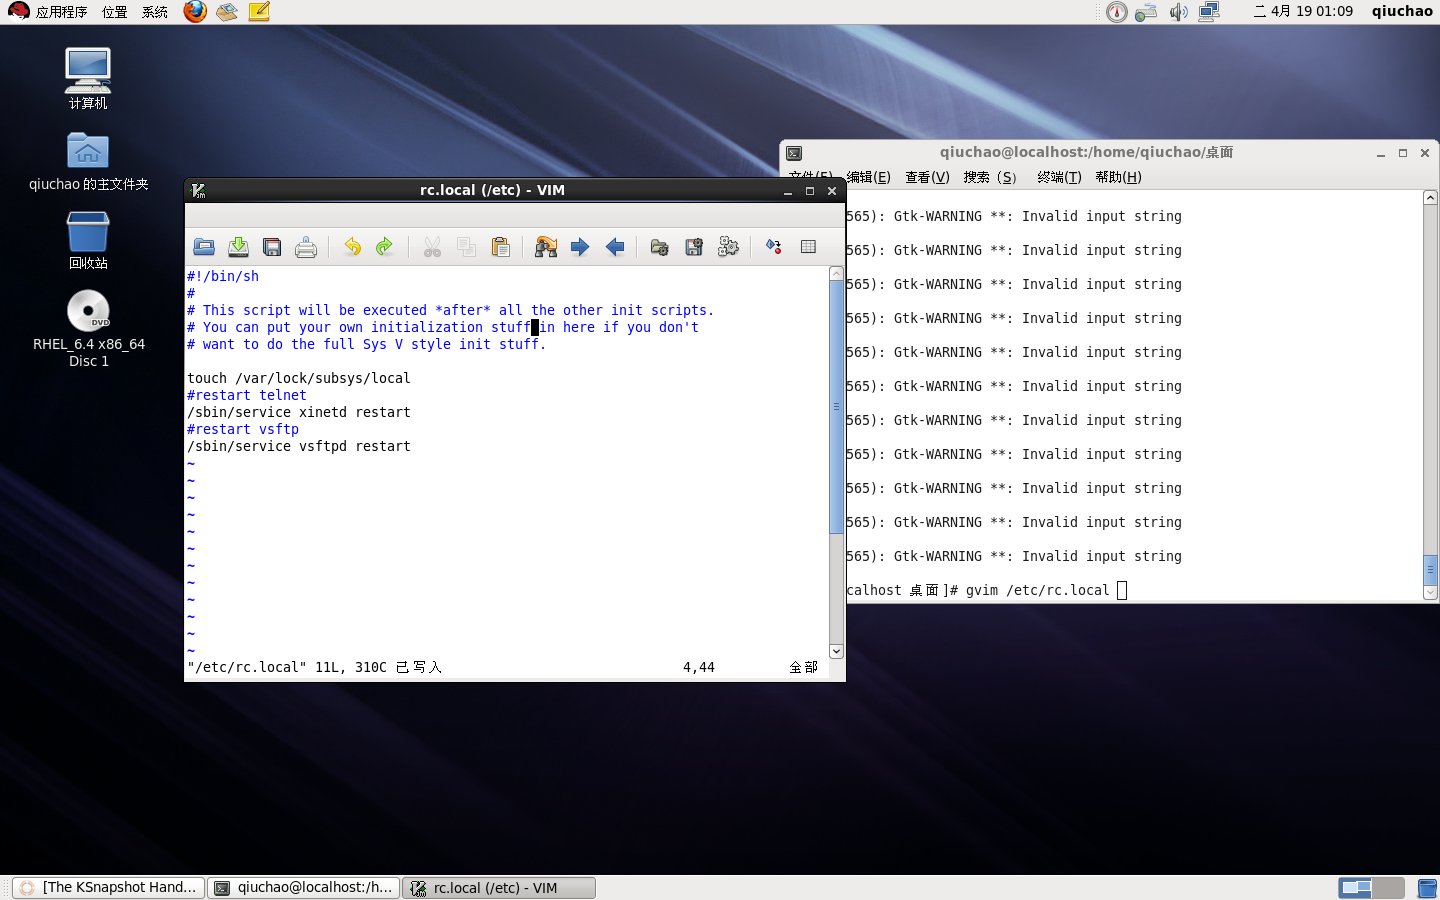 应用程序 位置 系统
二 4月 19 01:09 qiuchao
计算机
qiuchao 的主文件夹
回收站
DVD
RHEL_6.4 x86_64
Disc 1
qiuchao@localhost:/home/qiuchao/桌面
文件(F) 编辑(E) 查看(V) 搜索 (S) 终端(T) 帮助(H)
565): Gtk-WARNING **: Invalid input string
565): Gtk-WARNING **: Invalid input string
565): Gtk-WARNING **: Invalid input string
565): Gtk-WARNING **: Invalid input string
565): Gtk-WARNING **: Invalid input string
565): Gtk-WARNING **: Invalid input string
565): Gtk-WARNING **: Invalid input string
565): Gtk-WARNING **: Invalid input string
565): Gtk-WARNING **: Invalid input string
565): Gtk-WARNING **: Invalid input string
565): Gtk-WARNING **: Invalid input string
calhost 桌面]# gvim /etc/rc.local
rc.local (/etc) - VIM
#!/bin/sh
#
# This script will be executed *after* all the other init scripts.
# You can put your own initialization stuff in here if you don't
# want to do the full Sys V style init stuff.
touch /var/lock/subsys/local
#restart telnet
/sbin/service xinetd restart
#restart vsftp
/sbin/service vsftpd restart
~
~
~
~
~
~
~
~
~
~
~
~
"/etc/rc.local" 11L, 310C 已写入 4,44 全部
[The KSnapshot Hand... qiuchao@localhost:/h... rc.local (/etc) - VIM